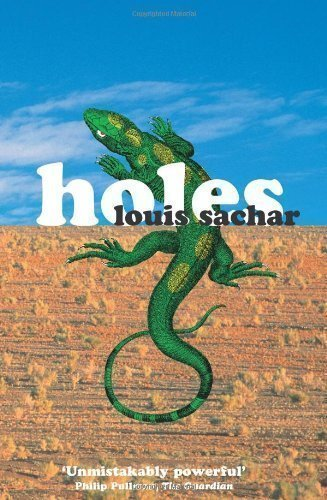 holes
louis sachar
‘Unmistakably powerful’
Philip Pullman, The Guardian